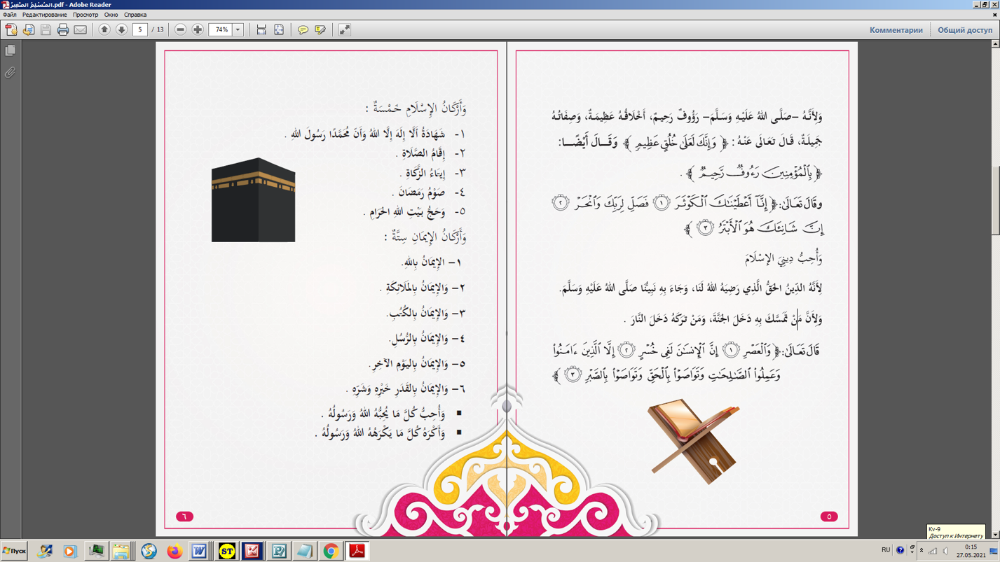 المُسْلِمُ الصَّغِيرُ.pdf - Adobe Reader
Файл Редактирование Просмотр Окно Справка
5 / 13 74% Комментарии Общий доступ
وَلِأَنَّهُ –صَلَّى اللهُ عَلَيْهِ وَسَلَّمَ– رَؤُوفٌ رَحِيمٌ، أَخْلَاقُهُ عَظِيمَةٌ، وَصِفَاتُهُ
جَمِيلَةٌ، قَالَ تَعَالَى عَنْهُ : ﴿ وَإِنَّكَ لَعَلَىٰ خُلُقٍ عَظِيمٍ ﴾ وَقَالَ أَيْضًا:
﴿ بِٱلْمُؤْمِنِينَ رَءُوفٌ رَّحِيمٌ ﴾ .
وقَالَ تَعَالَىٰ: ﴿ إِنَّآ أَعْطَيْنَٰكَ ٱلْكَوْثَرَ ١ فَصَلِّ لِرَبِّكَ وَٱنْحَرْ ٢
إِنَّ شَانِئَكَ هُوَ ٱلْأَبْتَرُ ٣ ﴾
وَأُحِبُّ دِينِيَ الإِسْلَامَ
لِأَنَّهُ الدِّينُ الحَقُّ الَّذِي رَضِيَهُ اللهُ لَنَا، وَجَاءَ بِهِ نَبِيُّنَا صَلَّى اللهُ عَلَيْهِ وَسَلَّمَ.
وَلِأَنَّ مَنْ تَمَسَّكَ بِهِ دَخَلَ الجَنَّةَ، وَمَنْ تَرَكَهُ دَخَلَ النَّارَ .
قَالَ تَعَالَىٰ: ﴿ وَٱلْعَصْرِ ١ إِنَّ ٱلْإِنسَٰنَ لَفِى خُسْرٍ ٢ إِلَّا ٱلَّذِينَ ءَامَنُوا۟
وَعَمِلُوا۟ ٱلصَّٰلِحَٰتِ وَتَوَاصَوْا۟ بِٱلْحَقِّ وَتَوَاصَوْا۟ بِٱلصَّبْرِ ٣ ﴾
٥
وَأَرْكَانُ الإِسْلَامِ خَمْسَةٌ :
١- شَهَادَةُ أَلَّا إِلَهَ إِلَّا اللهُ وَأَنَّ مُحَمَّدًا رَسُولَ اللهِ .
٢- إِقَامُ الصَّلَاةِ .
٣- إِيتَاءُ الزَّكَاةِ .
٤- صَوْمُ رَمَضَانَ .
٥- وَحَجُّ بَيْتِ اللهِ الحَرَامِ .
وَأَرْكَانُ الإِيمَانِ سِتَّةٌ :
١– الإِيمَانُ بِاللهِ.
٢– وَالإِيمَانُ بِالمَلَائِكَةِ .
٣– وَالإِيمَانُ بِالكُتُبِ.
٤– وَالإِيمَانُ بِالرُّسُلِ.
٥– وَالإِيمَانُ بِاليَوْمِ الآخِرِ.
٦– وَالإِيمَانُ بِالقَدَرِ خَيْرِهِ وَشَرِّهِ .
▪ وَأُحِبُّ كُلَّ مَا يُحِبُّهُ اللهُ وَرَسُولُهُ .
▪ وَأَكْرَهُ كُلَّ مَا يَكْرَهُهُ اللهُ وَرَسُولُهُ .
٦
Kv-9
Доступ к Интернету
Пуск ST RU 0:15
27.05.2021